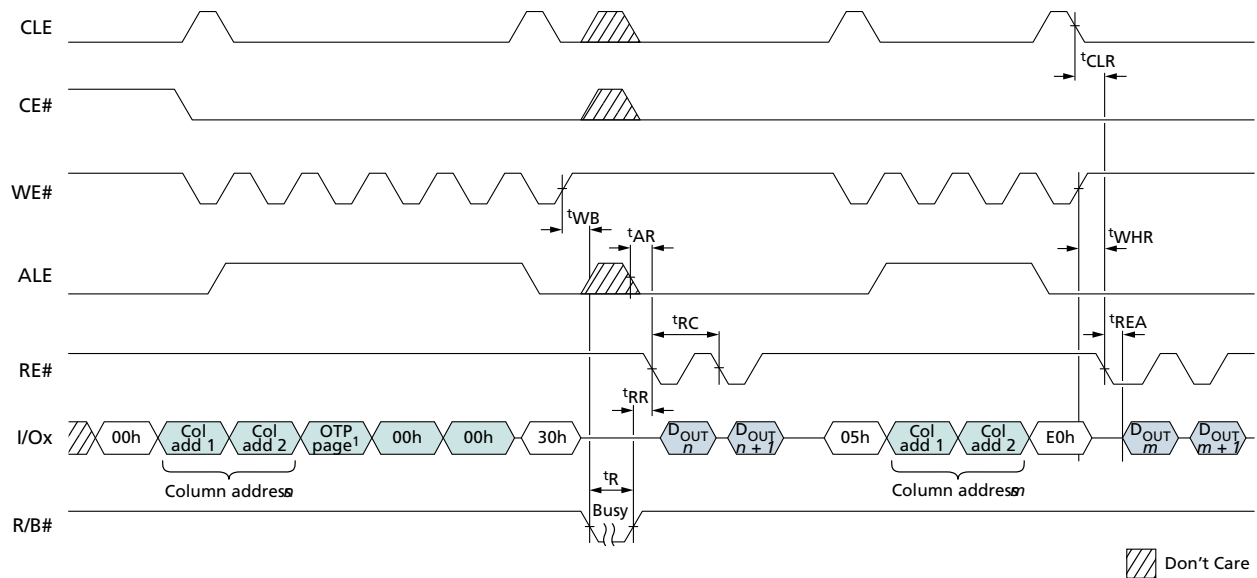 CLE
tCLR
CE#
WE#
tWB
tAR
tWHR
ALE
tRC
tREA
RE#
tRR
I/Ox
00h
Col add 1
Col add 2
OTP page1
00h
00h
30h
DOUT n
DOUT n + 1
05h
Col add 1
Col add 2
E0h
DOUT m
DOUT m + 1
Column address n
Column address m
tR
R/B#
Busy
Don't Care